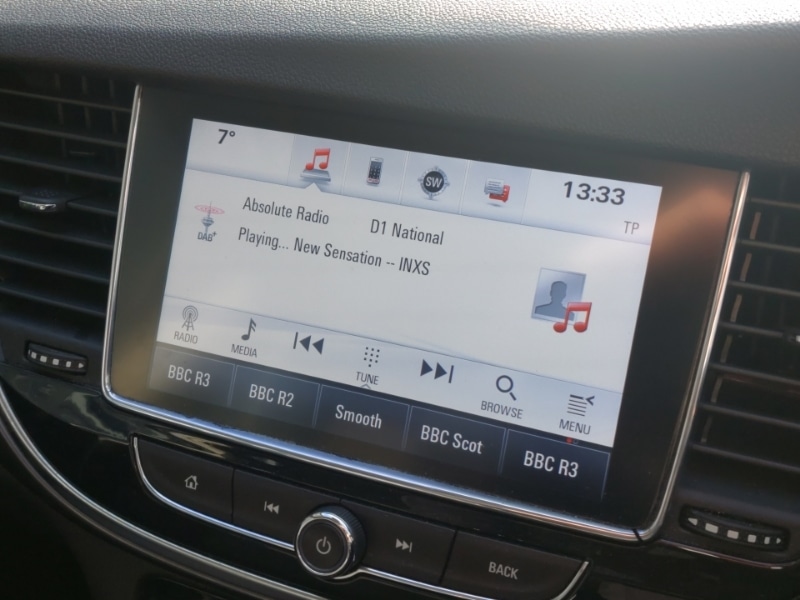 7°
SW
13:33
TP
DAB+
Absolute Radio
D1 National
Playing... New Sensation -- INXS
RADIO
MEDIA
TUNE
BROWSE
MENU
BBC R3
BBC R2
Smooth
BBC Scot
BBC R3
BACK